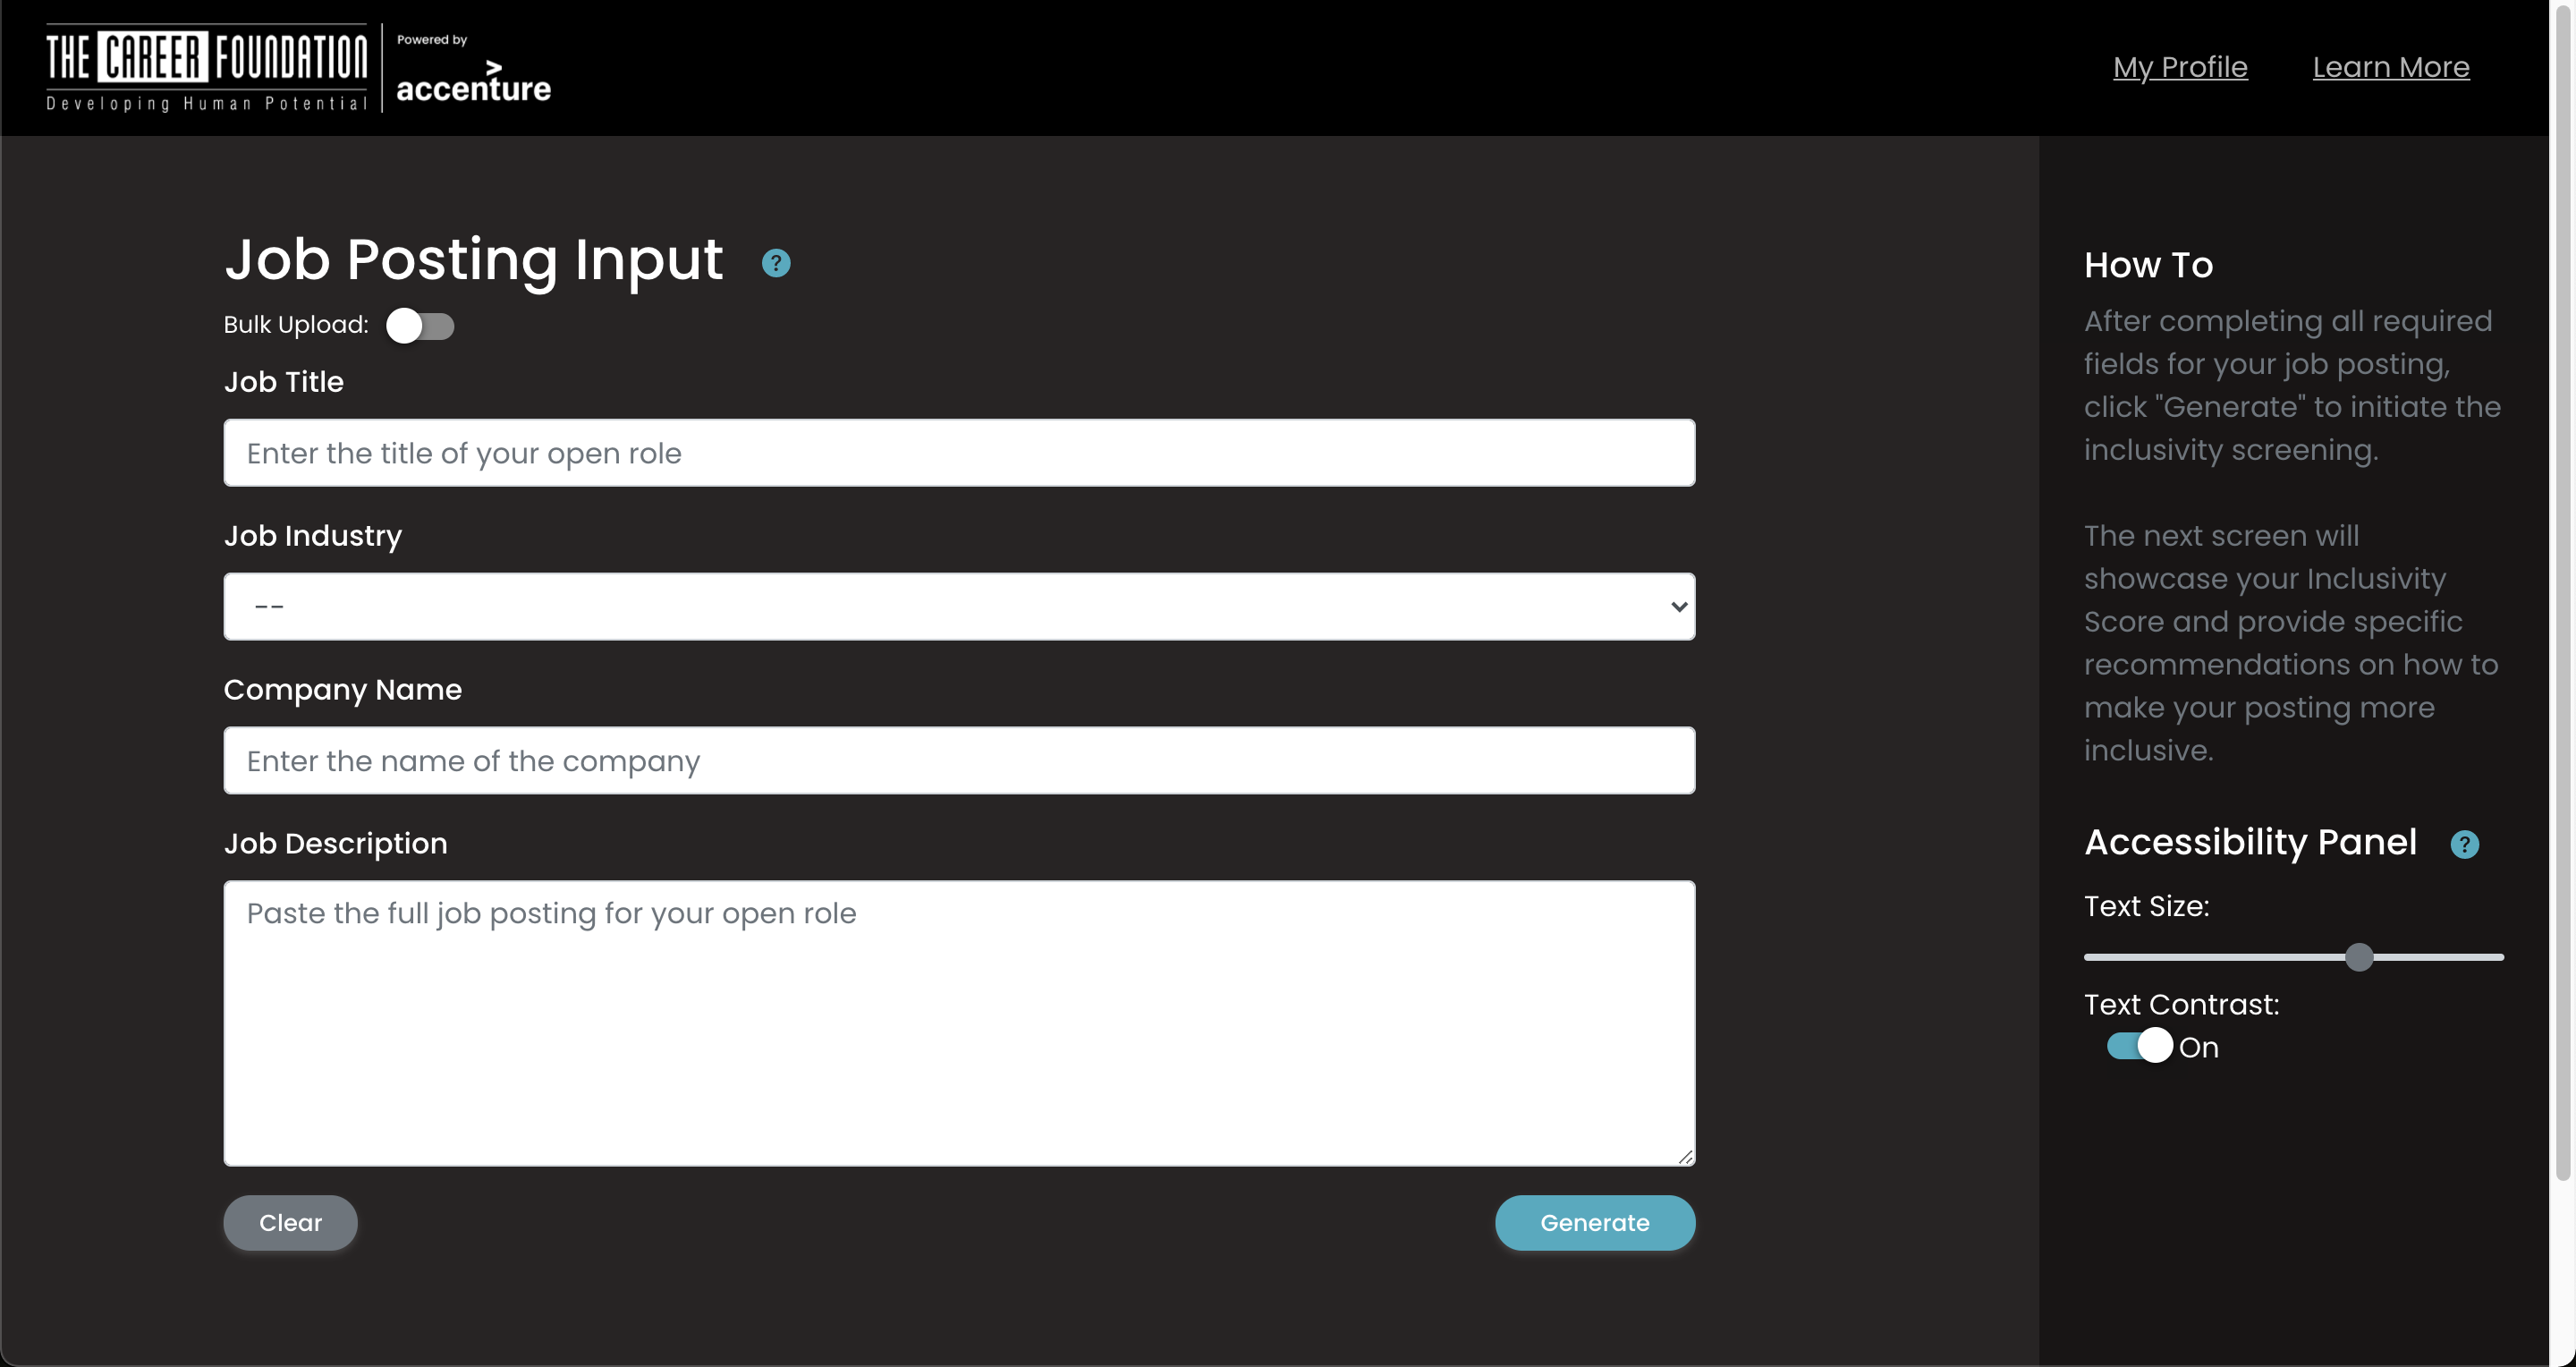 THE CAREER FOUNDATION
Developing Human Potential
Powered by
accenture
My Profile
Learn More
Job Posting Input
?
Bulk Upload:
Job Title
Enter the title of your open role
Job Industry
--
Company Name
Enter the name of the company
Job Description
Paste the full job posting for your open role
Clear
Generate
How To
After completing all required
fields for your job posting,
click "Generate" to initiate the
inclusivity screening.
The next screen will
showcase your Inclusivity
Score and provide specific
recommendations on how to
make your posting more
inclusive.
Accessibility Panel
?
Text Size:
Text Contrast:
On